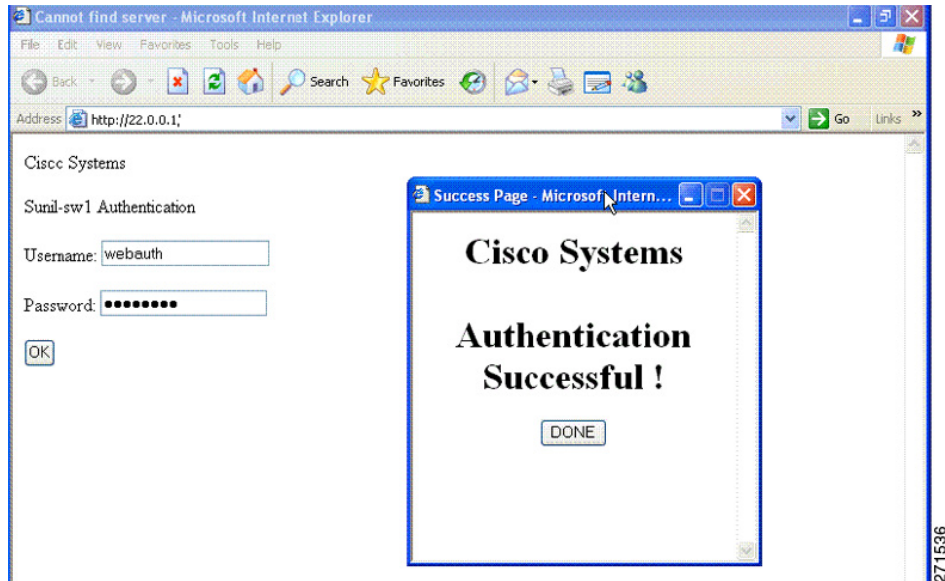 Cannot find server - Microsoft Internet Explorer
File Edit View Favorites Tools Help
Back Search Favorites
Address http://22.0.0.1; Go Links »
Ciscc Systems
Sunil-sw1 Authentication
Username: webauth
Password: ••••••••
OK
Success Page - Microsoft Intern...
Cisco Systems
Authentication
Successful !
DONE
271536